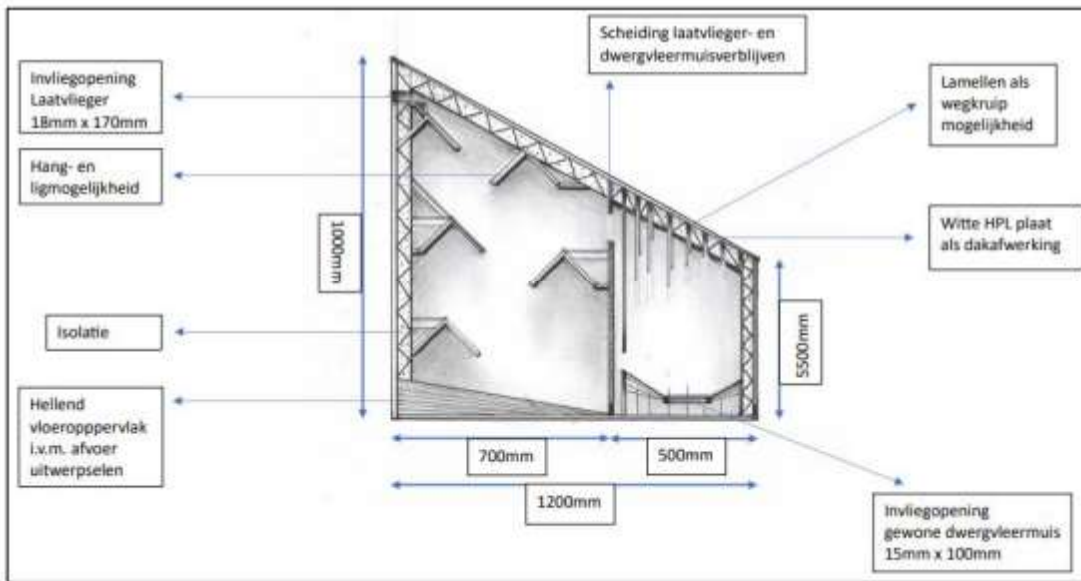 Scheiding laatvlieger- en
dwergvleermuisverblijven
Invliegopening
Laatvlieger
18mm x 170mm
Lamellen als
wegkruip
mogelijkheid
Hang- en
ligmogelijkheid
Witte HPL plaat
als dakafwerking
1000mm
5500mm
Isolatie
Hellend
vloeropppervlak
i.v.m. afvoer
uitwerpselen
700mm
500mm
1200mm
Invliegopening
gewone dwergvleermuis
15mm x 100mm